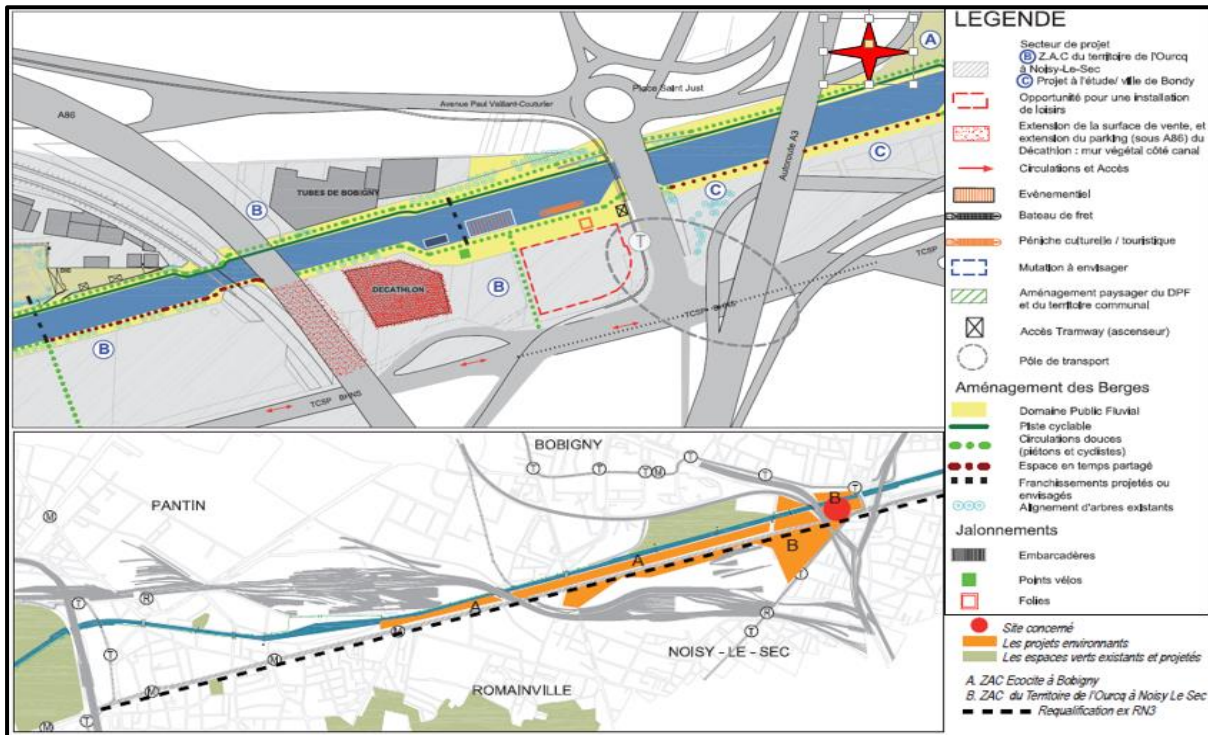 A
B
A86
Avenue Paul Vaillant-Couturier
Place Saint Just
Autoroute A3
C
TUBES DE BOBIGNY
B
C
T
DECATHLON
B
TCSP BHNS
TCSP
B
TCSP BHNS
LEGENDE
Secteur de projet
B Z.A.C du territoire de l'Ourcq
à Noisy-Le-Sec
C Projet à l'étude/ ville de Bondy
Opportunité pour une installation
de loisirs
Extension de la surface de vente, et
extension du parking (sous A86) du
Décathlon : mur végétal côté canal
Circulations et Accès
Evènementiel
Bateau de fret
Péniche culturelle / touristique
Mutation à envisager
Aménagement paysager du DPF
et du territoire communal
Accès Tramway (ascenseur)
Pôle de transport
Aménagement des Berges
Domaine Public Fluvial
Piste cyclable
Circulations douces
(piétons et cyclistes)
Espace en temps partagé
Franchissements projetés ou
envisagés
Alignement d'arbres existants
Jalonnements
Embarcadères
Points vélos
Folies
Site concerné
Les projets environnants
Les espaces verts existants et projetés
A. ZAC Ecocite à Bobigny
B. ZAC du Territoire de l'Ourcq à Noisy Le Sec
Requalification ex RN3
BOBIGNY
T T T M T T
PANTIN
M
T
B
A
B
T
R
A
T
T
M
R
M
T
NOISY - LE - SEC
M
ROMAINVILLE
M
T